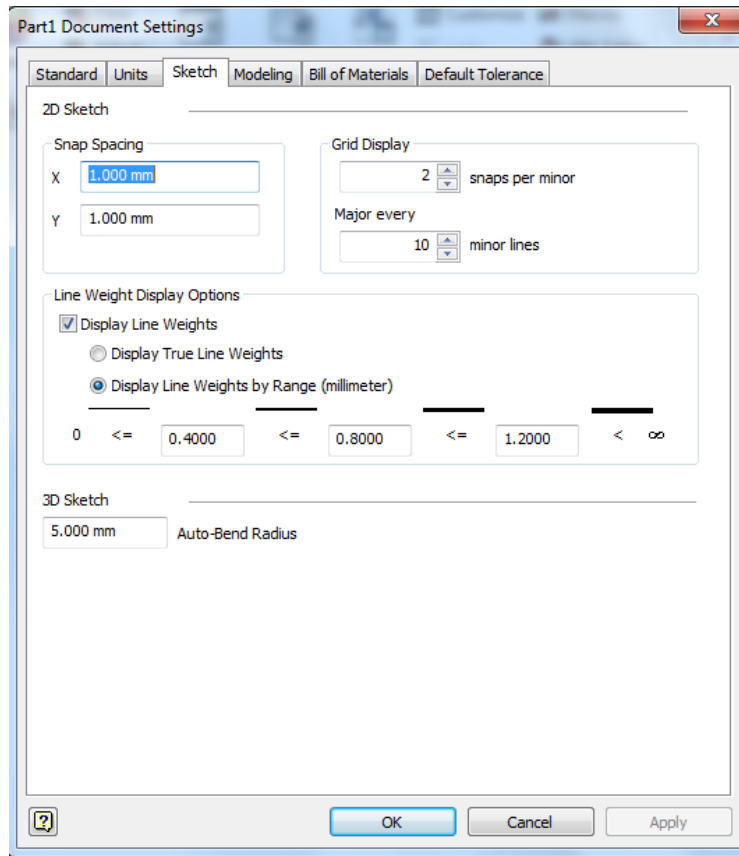 Part1 Document Settings
Standard Units Sketch Modeling Bill of Materials Default Tolerance
2D Sketch
Snap Spacing
X 1.000 mm
Y 1.000 mm
Grid Display
2 snaps per minor
Major every
10 minor lines
Line Weight Display Options
Display Line Weights
Display True Line Weights
Display Line Weights by Range (millimeter)
0 <= 0.4000 <= 0.8000 <= 1.2000 < ∞
3D Sketch
5.000 mm Auto-Bend Radius
? OK Cancel Apply